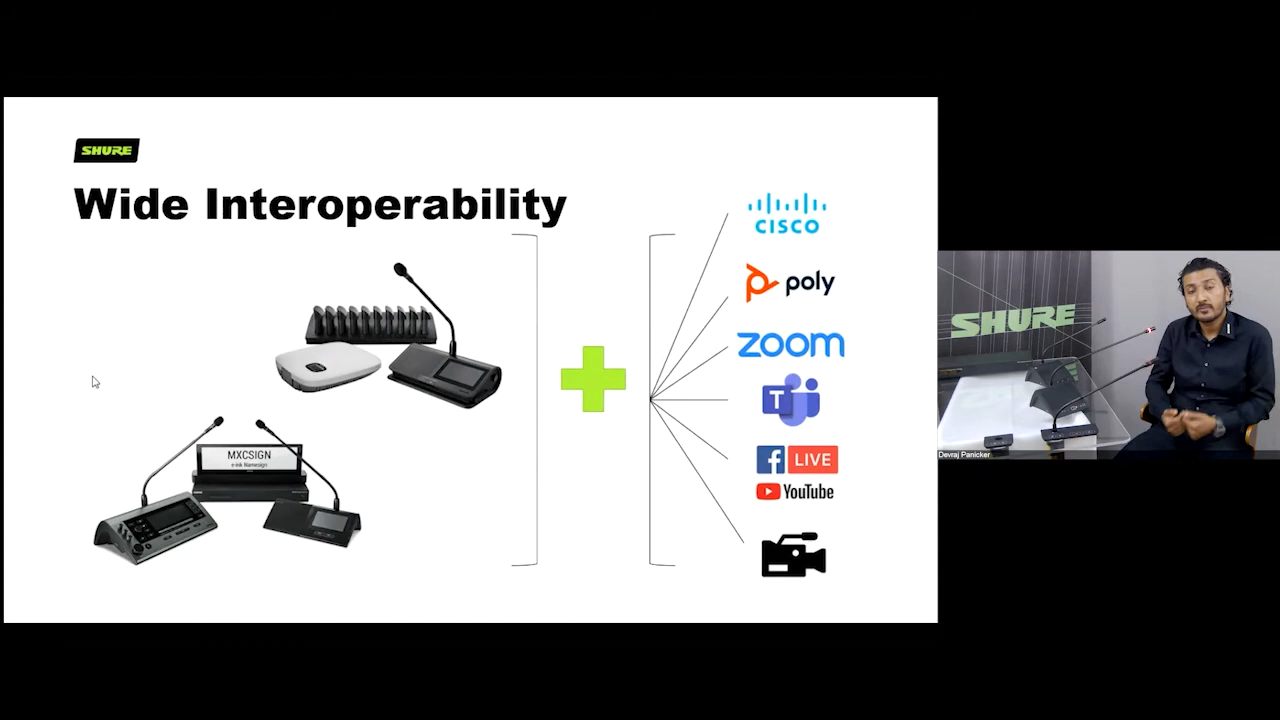 SHURE
Wide Interoperability
CISCO
poly
zoom
T
LIVE
YouTube
MXCSIGN
e-ink Namesign
SHURE
Devraj Panicker